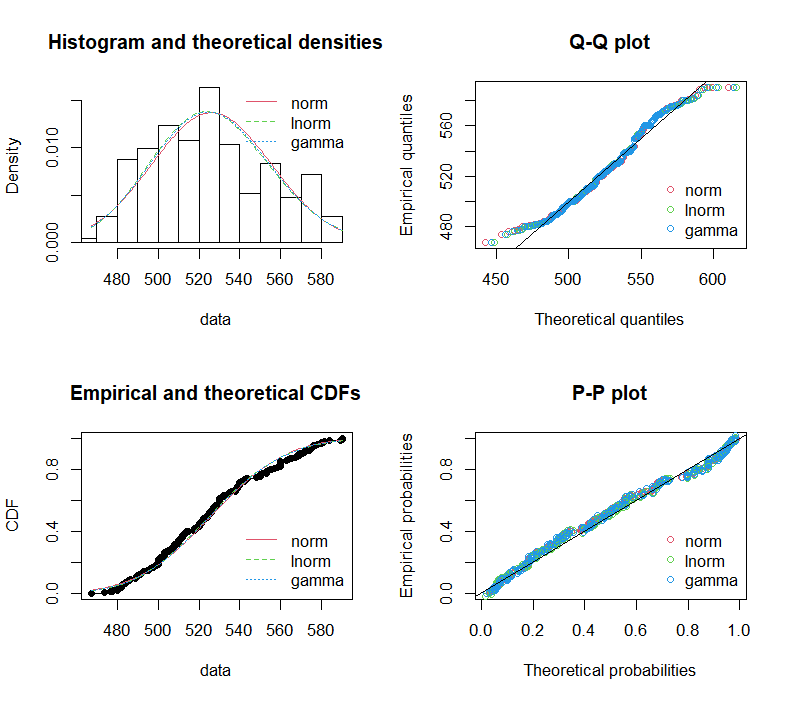 Histogram and theoretical densities
Density
0.000
0.010
norm
lnorm
gamma
480 500 520 540 560 580
data
Q-Q plot
Empirical quantiles
480
520
560
norm
lnorm
gamma
450 500 550 600
Theoretical quantiles
Empirical and theoretical CDFs
CDF
0.0
0.4
0.8
norm
lnorm
gamma
480 500 520 540 560 580
data
P-P plot
Empirical probabilities
0.0
0.4
0.8
norm
lnorm
gamma
0.0 0.2 0.4 0.6 0.8 1.0
Theoretical probabilities